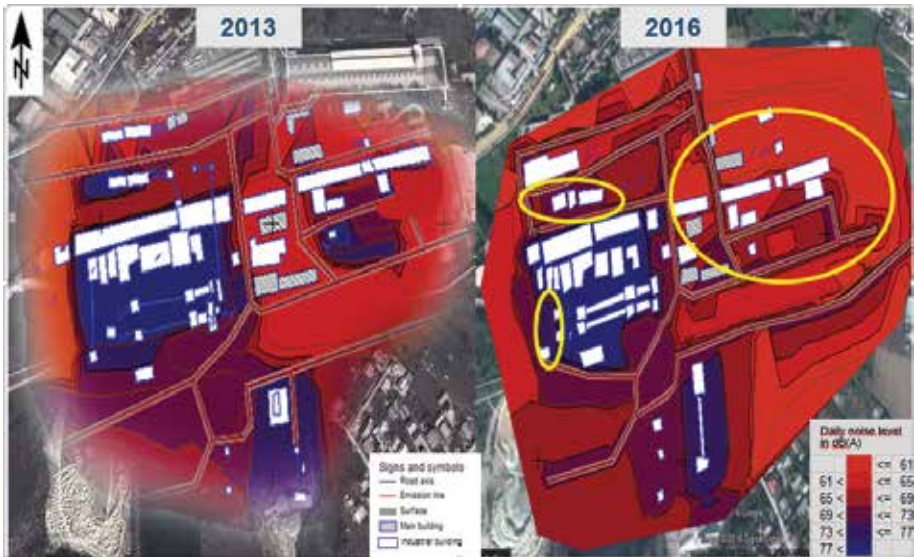 2013
2016
N
Signs and symbols
Road axis
Emission line
Surface
Main building
Industrial building
Daily noise level
in dB(A)
<= 61
61 < <= 65
65 < <= 69
69 < <= 73
73 < <= 77
77